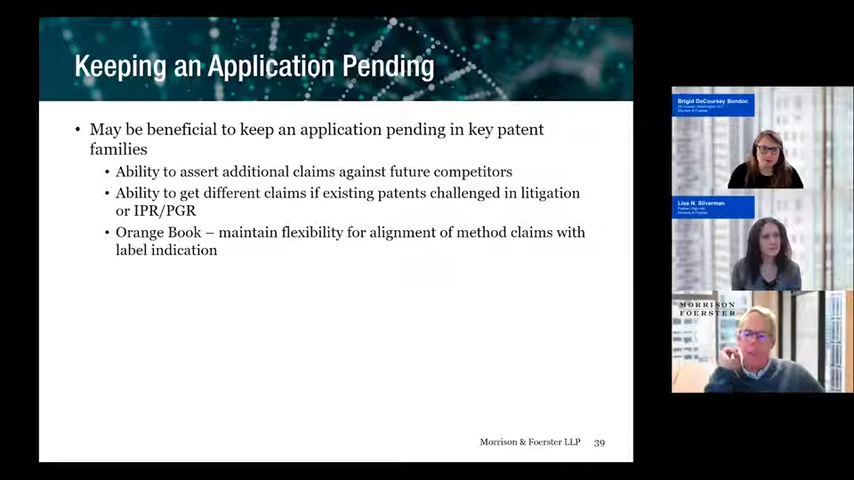 Keeping an Application Pending
• May be beneficial to keep an application pending in key patent
families
• Ability to assert additional claims against future competitors
• Ability to get different claims if existing patents challenged in litigation
or IPR/PGR
• Orange Book – maintain flexibility for alignment of method claims with
label indication
Morrison & Foerster LLP 39
Brigid DeCoursey Bondoc
Lisa N. Silverman
MORRISON
FOERSTER